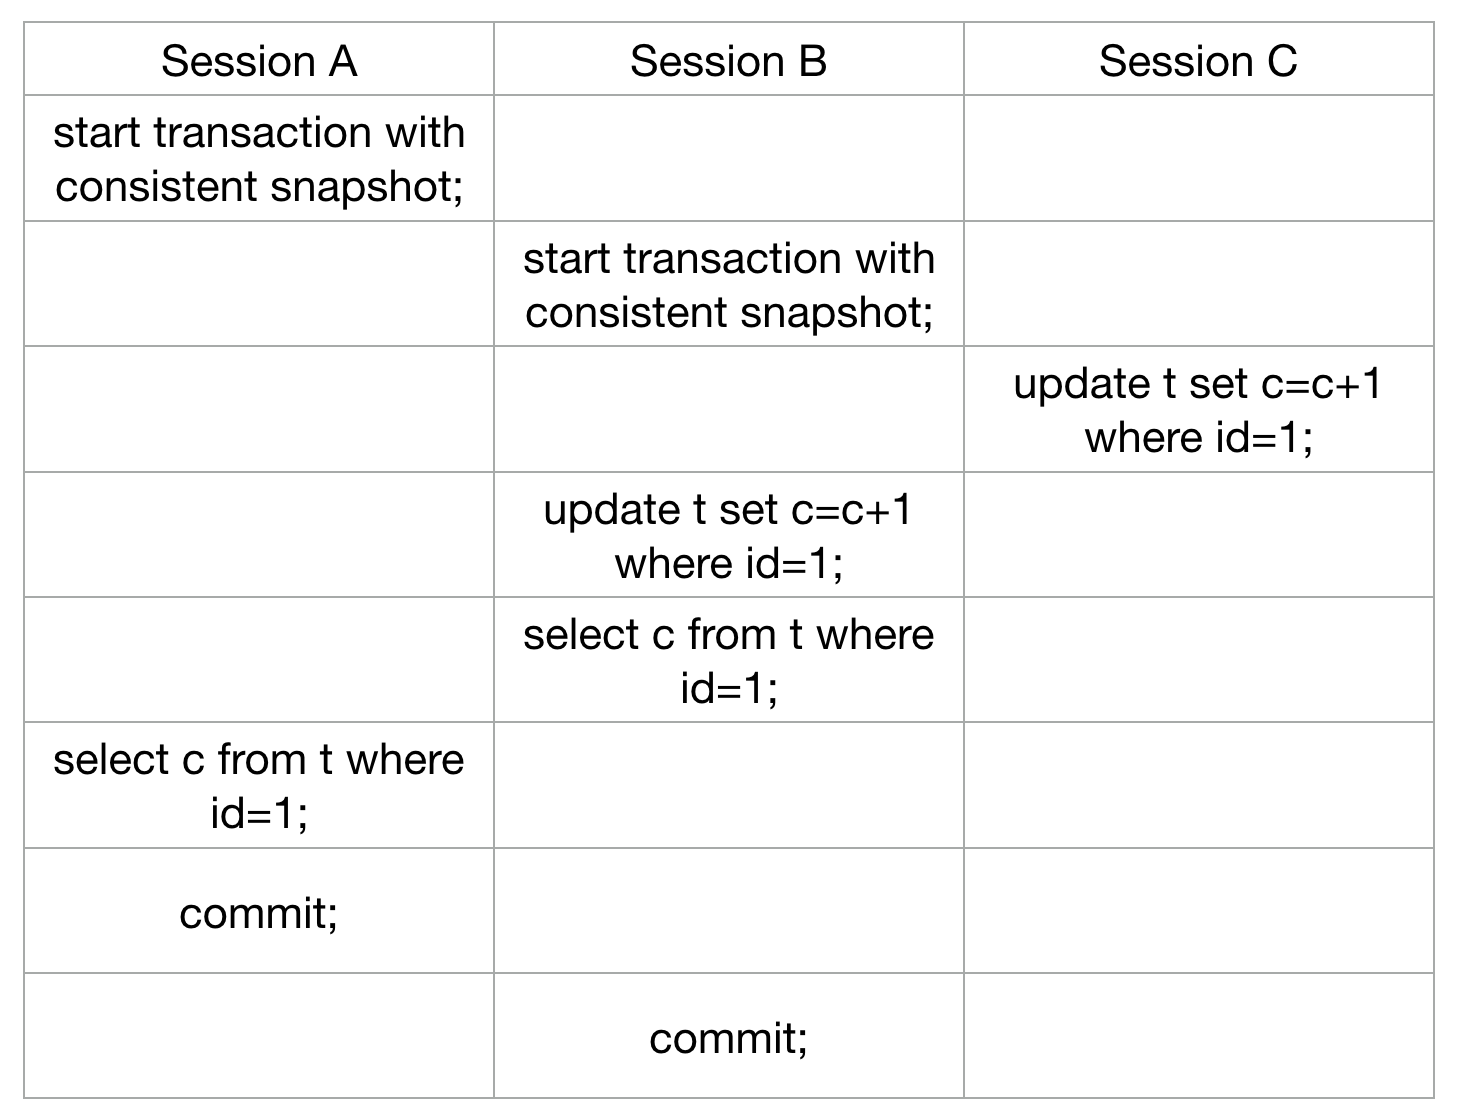 Session A
Session B
Session C
start transaction with
consistent snapshot;
start transaction with
consistent snapshot;
update t set c=c+1
where id=1;
update t set c=c+1
where id=1;
select c from t where
id=1;
select c from t where
id=1;
commit;
commit;